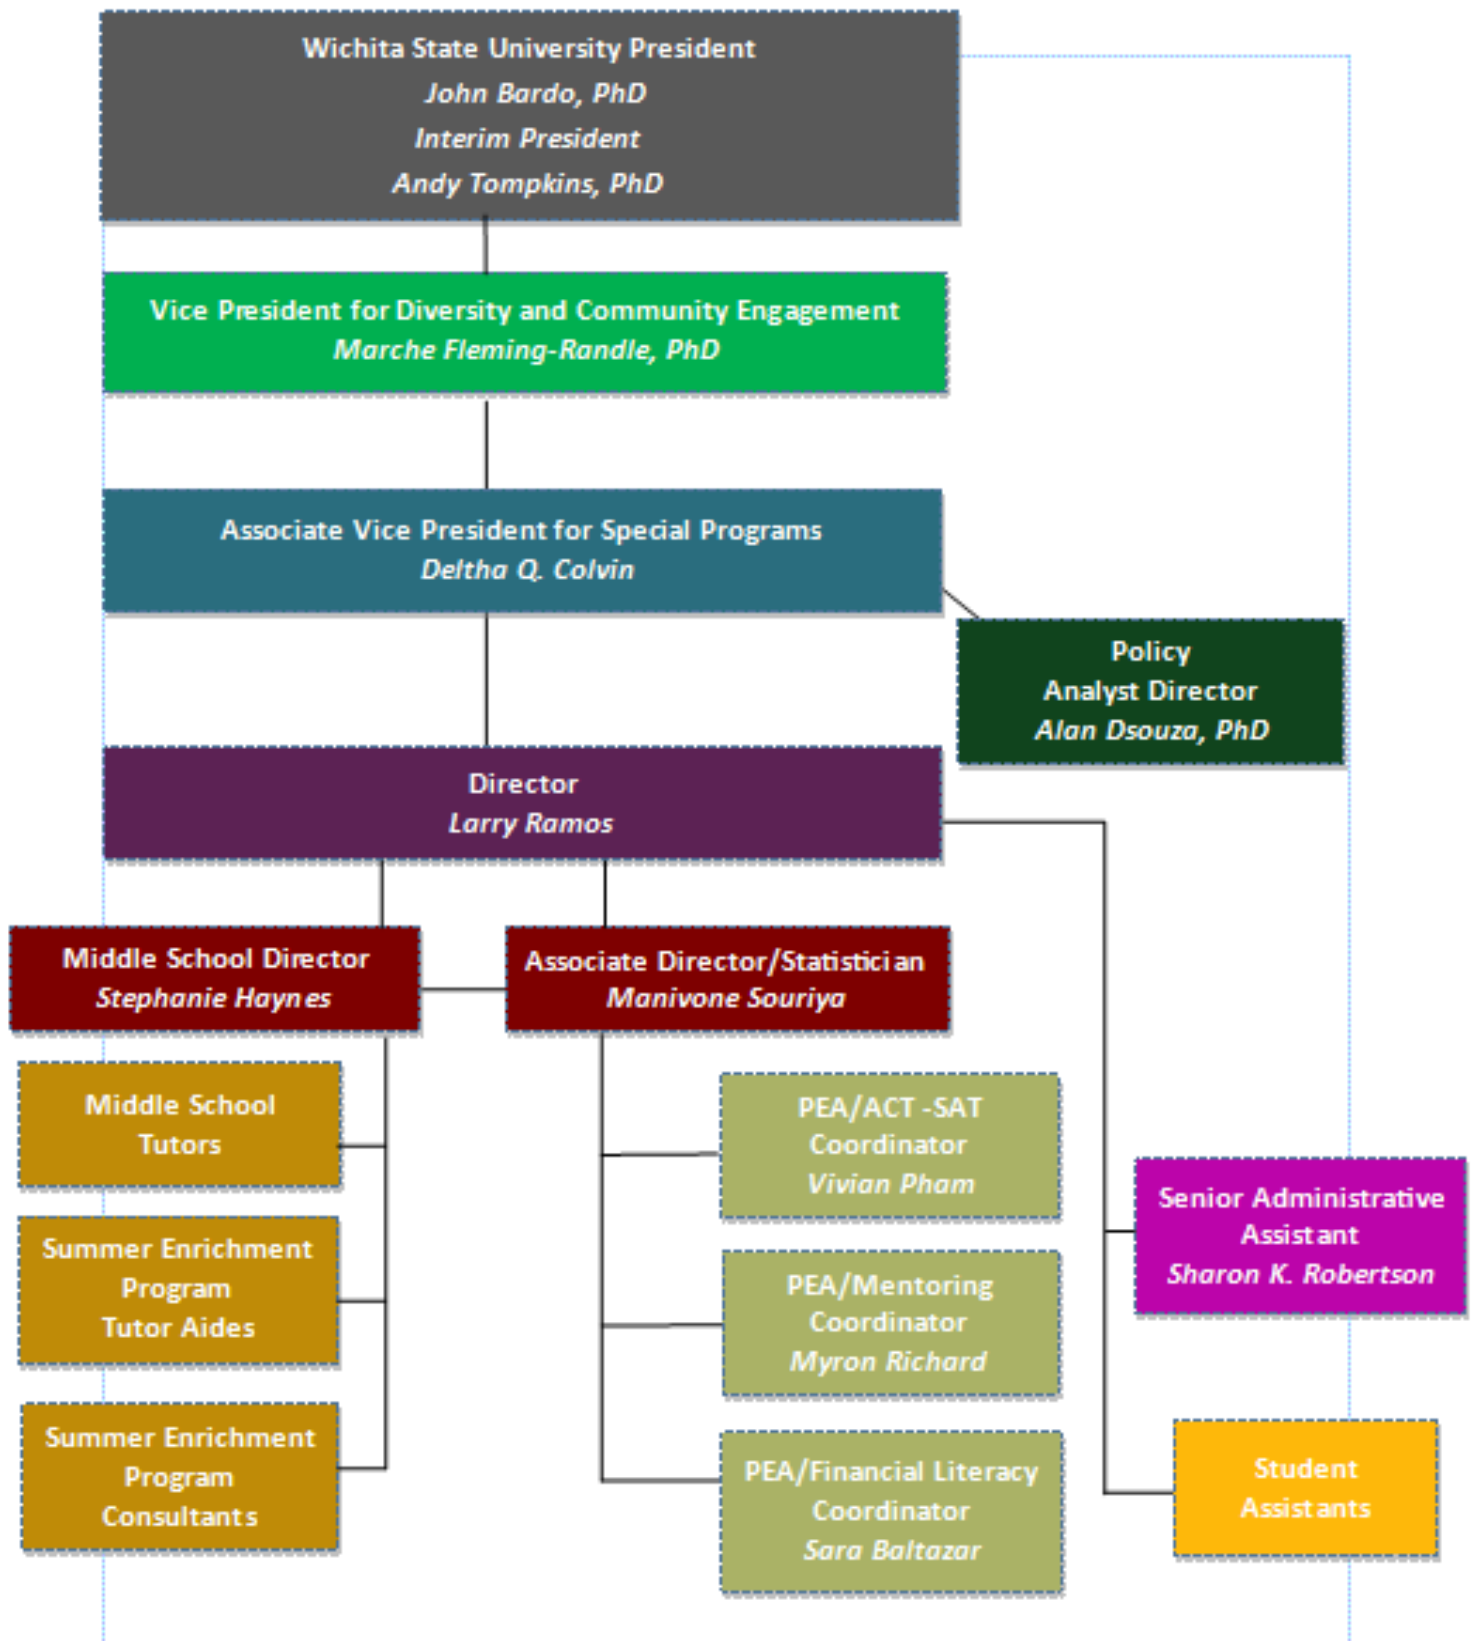 Wichita State University President
John Bardo, PhD
Interim President
Andy Tompkins, PhD
Vice President for Diversity and Community Engagement
Marche Fleming-Randle, PhD
Associate Vice President for Special Programs
Deltha Q. Colvin
Policy
Analyst Director
Alan Dsouza, PhD
Director
Larry Ramos
Middle School Director
Stephanie Haynes
Associate Director/Statistician
Manivone Souriya
Middle School
Tutors
Summer Enrichment
Program
Tutor Aides
Summer Enrichment
Program
Consultants
PEA/ACT -SAT
Coordinator
Vivian Pham
PEA/Mentoring
Coordinator
Myron Richard
PEA/Financial Literacy
Coordinator
Sara Baltazar
Senior Administrative
Assistant
Sharon K. Robertson
Student
Assistants